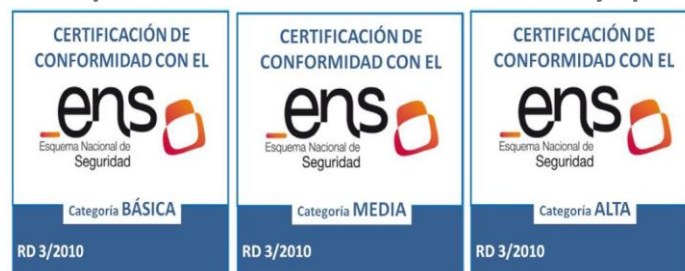 CERTIFICACIÓN DE
CONFORMIDAD CON EL
ens
Esquema Nacional de
Seguridad
Categoría BÁSICA
RD 3/2010
CERTIFICACIÓN DE
CONFORMIDAD CON EL
ens
Esquema Nacional de
Seguridad
Categoría MEDIA
RD 3/2010
CERTIFICACIÓN DE
CONFORMIDAD CON EL
ens
Esquema Nacional de
Seguridad
Categoría ALTA
RD 3/2010